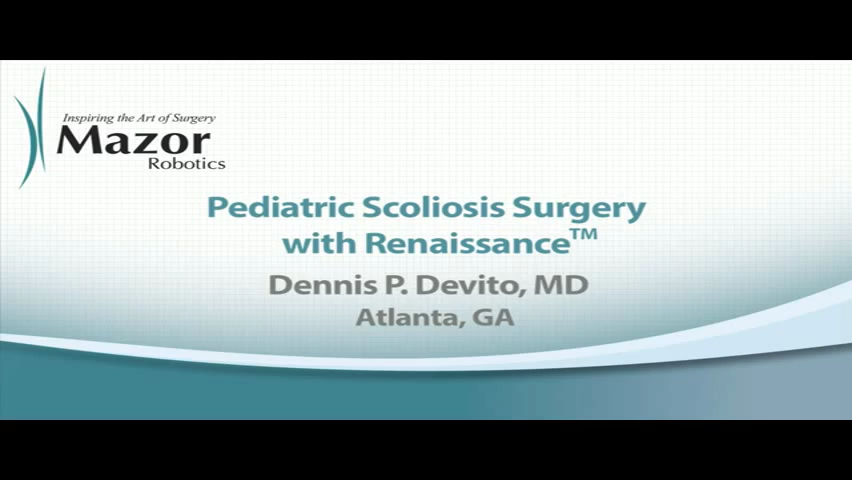 Inspiring the Art of Surgery
Mazor
Robotics
Pediatric Scoliosis Surgery
with Renaissance™
Dennis P. Devito, MD
Atlanta, GA